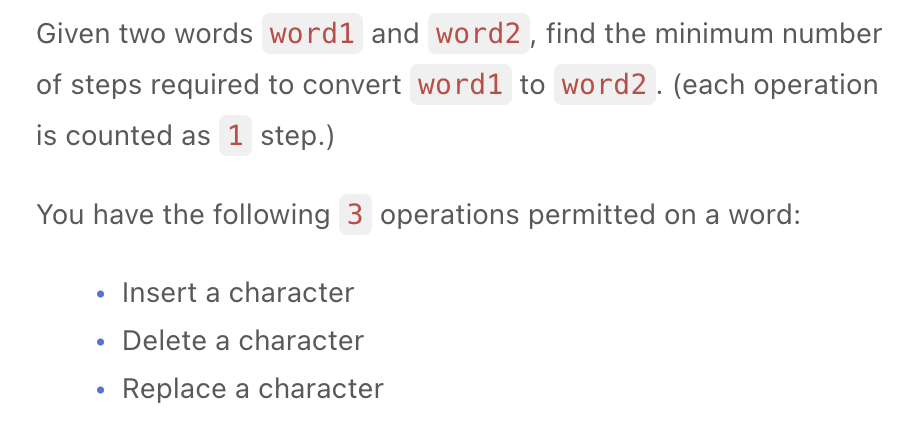 Given two words word1 and word2, find the minimum number
of steps required to convert word1 to word2. (each operation
is counted as 1 step.)
You have the following 3 operations permitted on a word:
• Insert a character
• Delete a character
• Replace a character